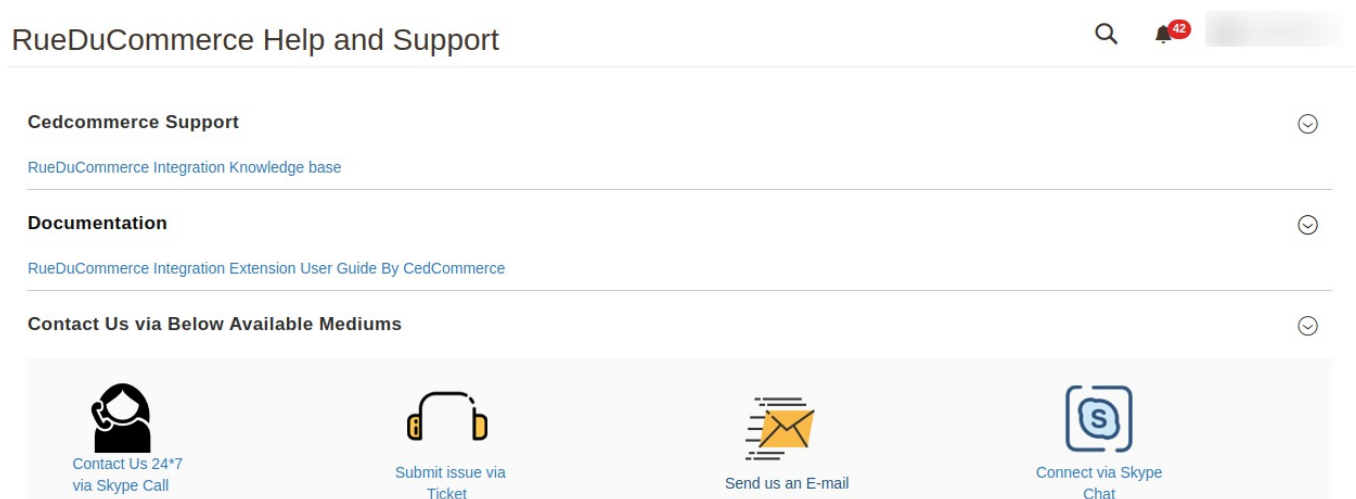 RueDuCommerce Help and Support
42
Cedcommerce Support
RueDuCommerce Integration Knowledge base
Documentation
RueDuCommerce Integration Extension User Guide By CedCommerce
Contact Us via Below Available Mediums
Contact Us 24*7
via Skype Call
Submit issue via
Ticket
Send us an E-mail
S
Connect via Skype
Chat